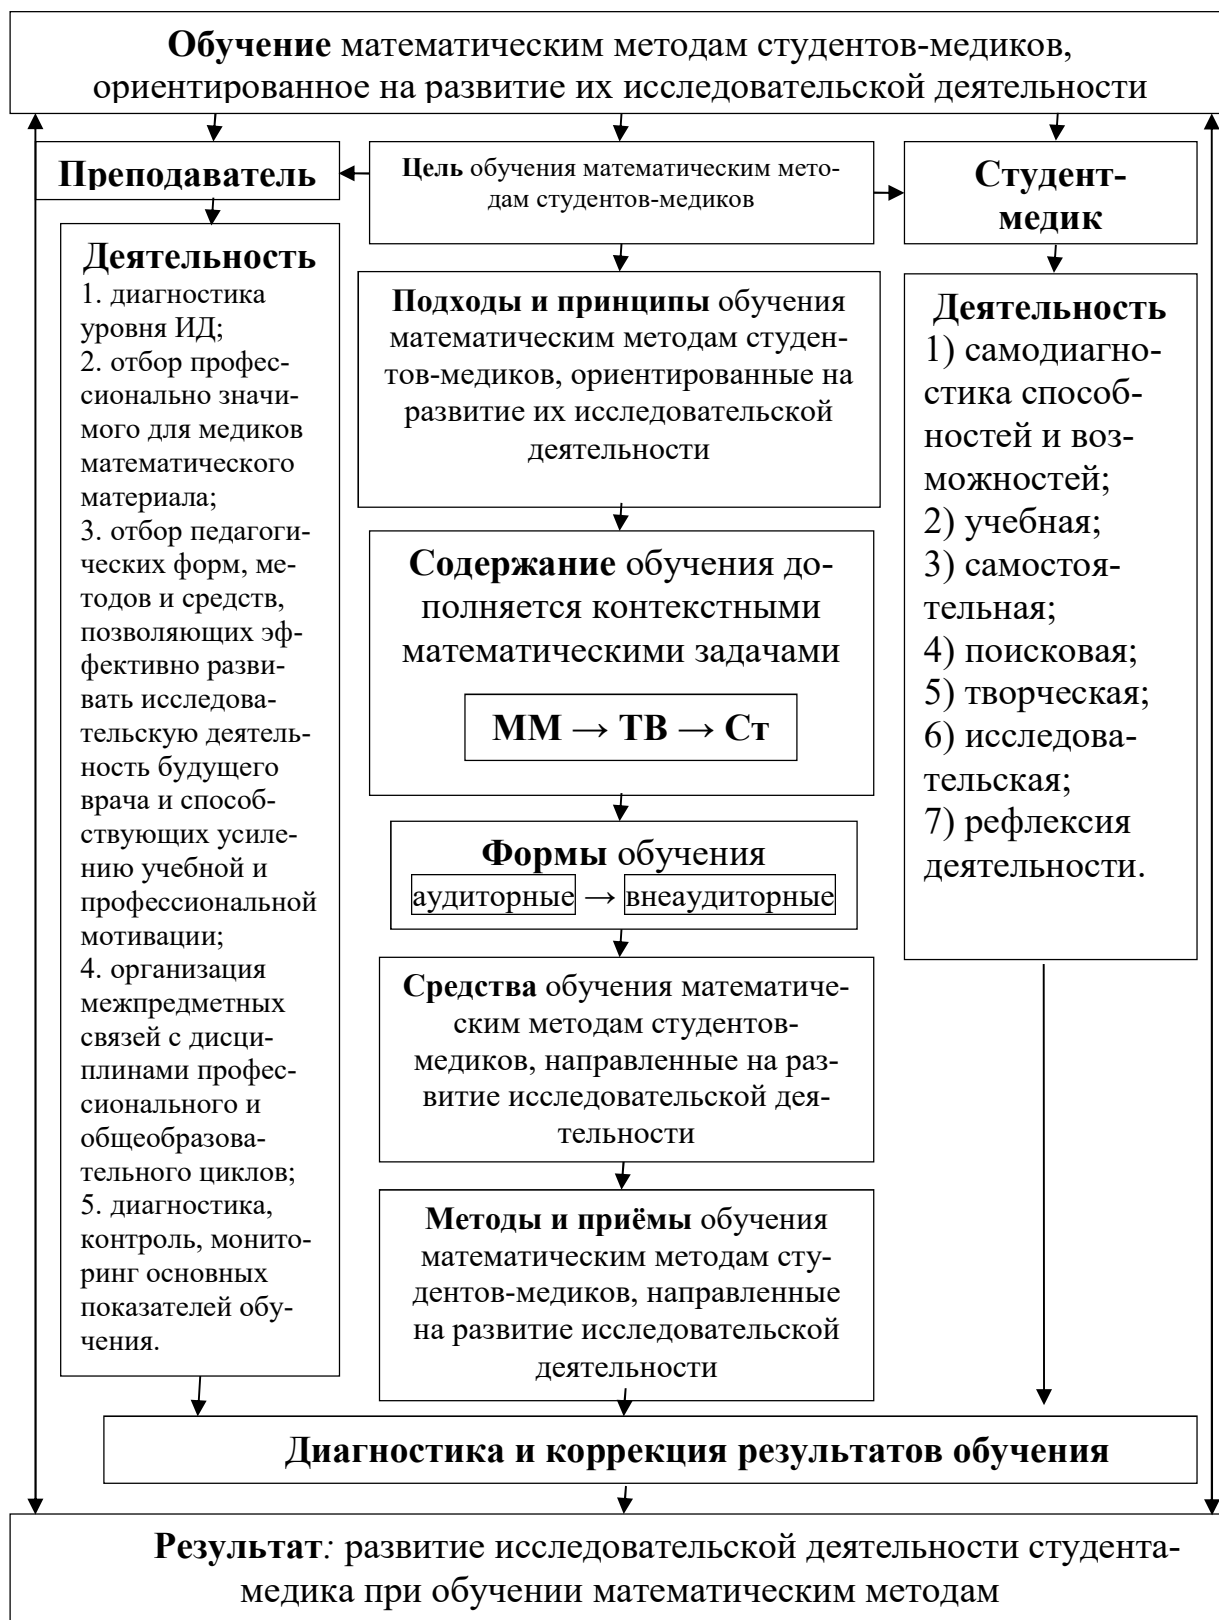 Обучение математическим методам студентов-медиков,
ориентированное на развитие их исследовательской деятельности
Преподаватель
Цель обучения математическим мето-
дам студентов-медиков
Студент-
медик
Деятельность
1. диагностика
уровня ИД;
2. отбор профес-
сионально значи-
мого для медиков
математического
материала;
3. отбор педагоги-
ческих форм, ме-
тодов и средств,
позволяющих эф-
фективно разви-
вать исследова-
тельскую деятель-
ность будущего
врача и способ-
ствующих усиле-
нию учебной и
профессиональной
мотивации;
4. организация
межпредметных
связей с дисци-
плинами профес-
сионального и
общеобразова-
тельного циклов;
5. диагностика,
контроль, монито-
ринг основных
показателей обу-
чения.
Подходы и принципы обучения
математическим методам студен-
тов-медиков, ориентированные на
развитие их исследовательской
деятельности
Содержание обучения до-
полняется контекстными
математическими задачами
ММ → ТВ → Ст
Формы обучения
аудиторные → внеаудиторные
Средства обучения математиче-
ским методам студентов-
медиков, направленные на раз-
витие исследовательской дея-
тельности
Методы и приёмы обучения
математическим методам сту-
дентов-медиков, направленные
на развитие исследовательской
деятельности
Деятельность
1) самодиагно-
стика способ-
ностей и воз-
можностей;
2) учебная;
3) самостоя-
тельная;
4) поисковая;
5) творческая;
6) исследова-
тельская;
7) рефлексия
деятельности.
Диагностика и коррекция результатов обучения
Результат: развитие исследовательской деятельности студента-
медика при обучении математическим методам